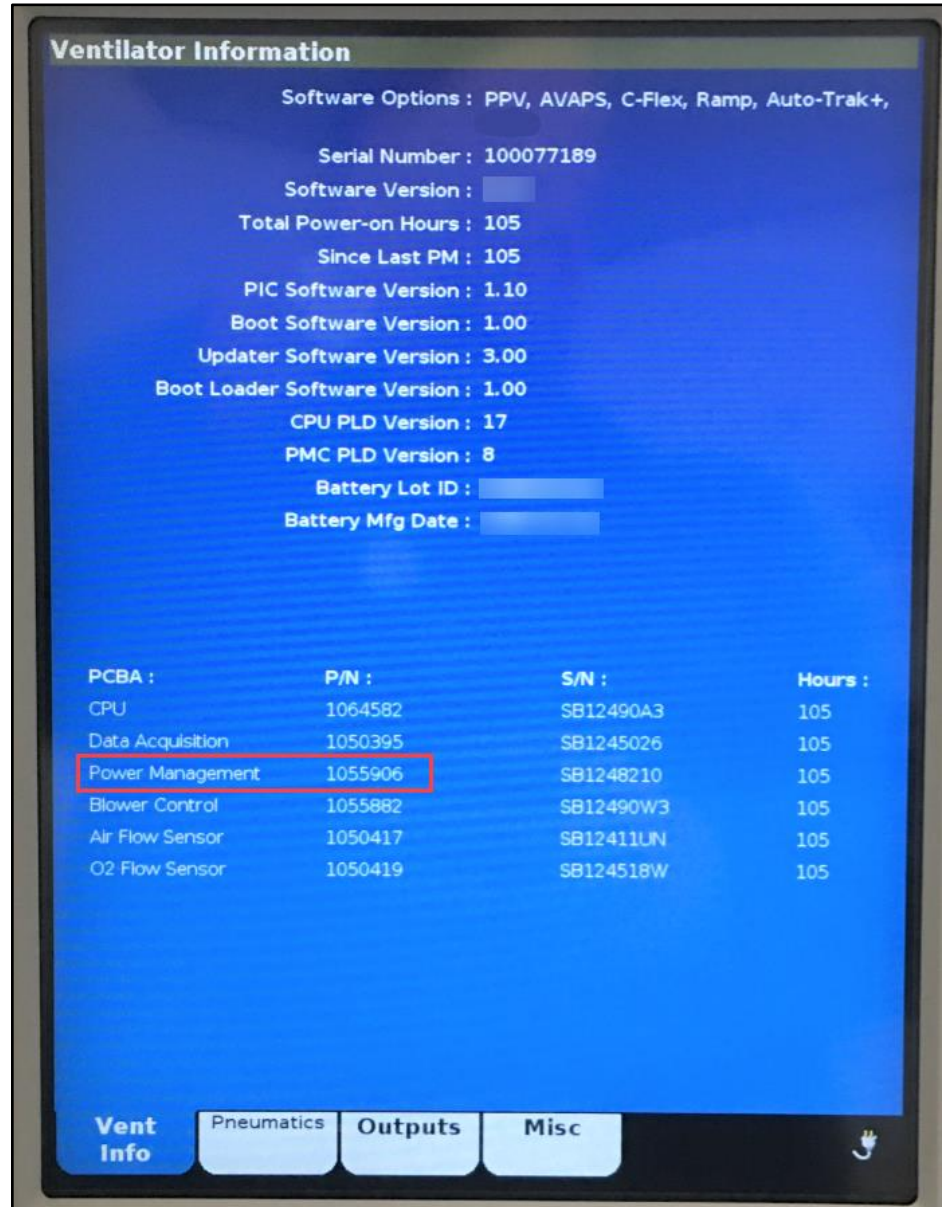 Ventilator Information
Software Options : PPV, AVAPS, C-Flex, Ramp, Auto-Trak+,
Serial Number : 100077189
Software Version :
Total Power-on Hours : 105
Since Last PM : 105
PIC Software Version : 1.10
Boot Software Version : 1.00
Updater Software Version : 3.00
Boot Loader Software Version : 1.00
CPU PLD Version : 17
PMC PLD Version : 8
Battery Lot ID :
Battery Mfg Date :
PCBA : P/N : S/N : Hours :
CPU 1064582 SB12490A3 105
Data Acquisition 1050395 SB1245026 105
Power Management 1055906 SB1248210 105
Blower Control 1055882 SB12490W3 105
Air Flow Sensor 1050417 SB12411UN 105
O2 Flow Sensor 1050419 SB124518W 105
Vent Info Pneumatics Outputs Misc